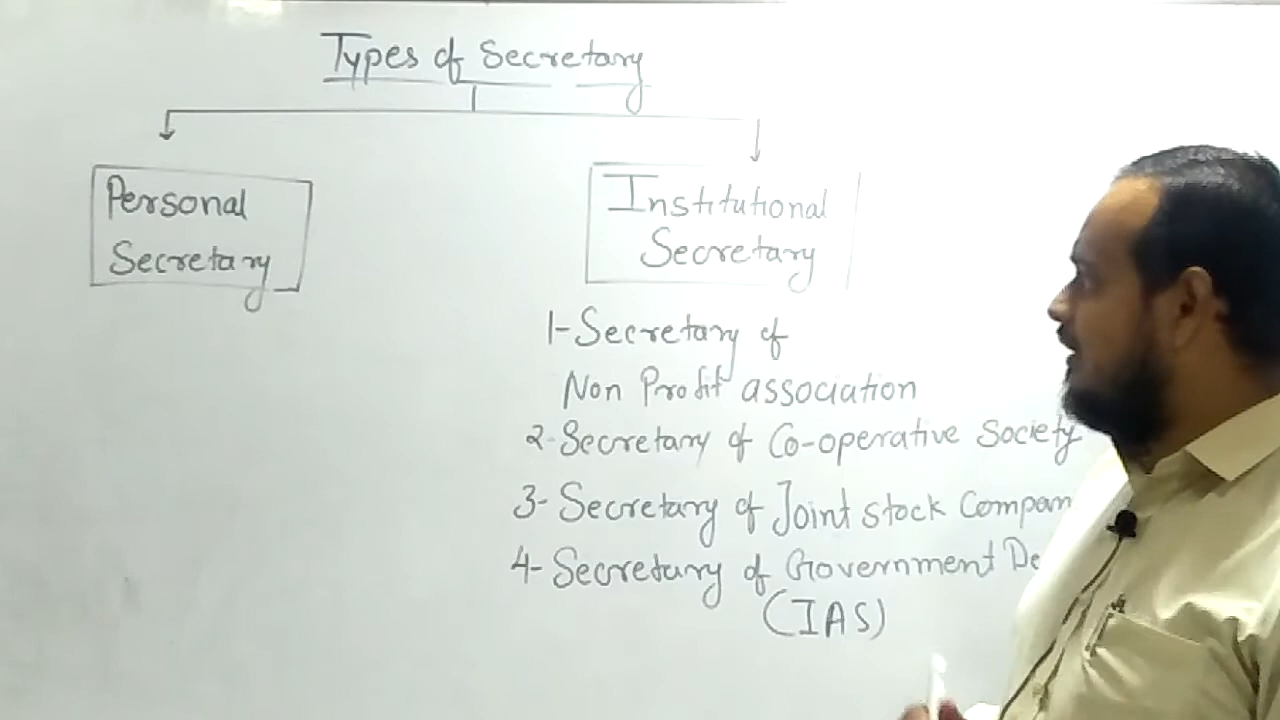 Types of Secretary
Personal
Secretary
Institutional
Secretary
1-Secretary of
Non Profit association
2-Secretary of Co-operative Society
3-Secretary of Joint stock
4-Secretary of Government
(IAS)